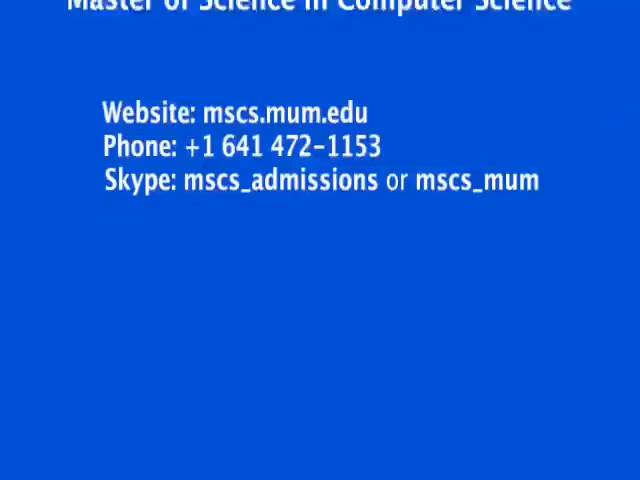 Master of Science in Computer Science
Website: mscs.mum.edu
Phone: +1 641 472-1153
Skype: mscs_admissions or mscs_mum